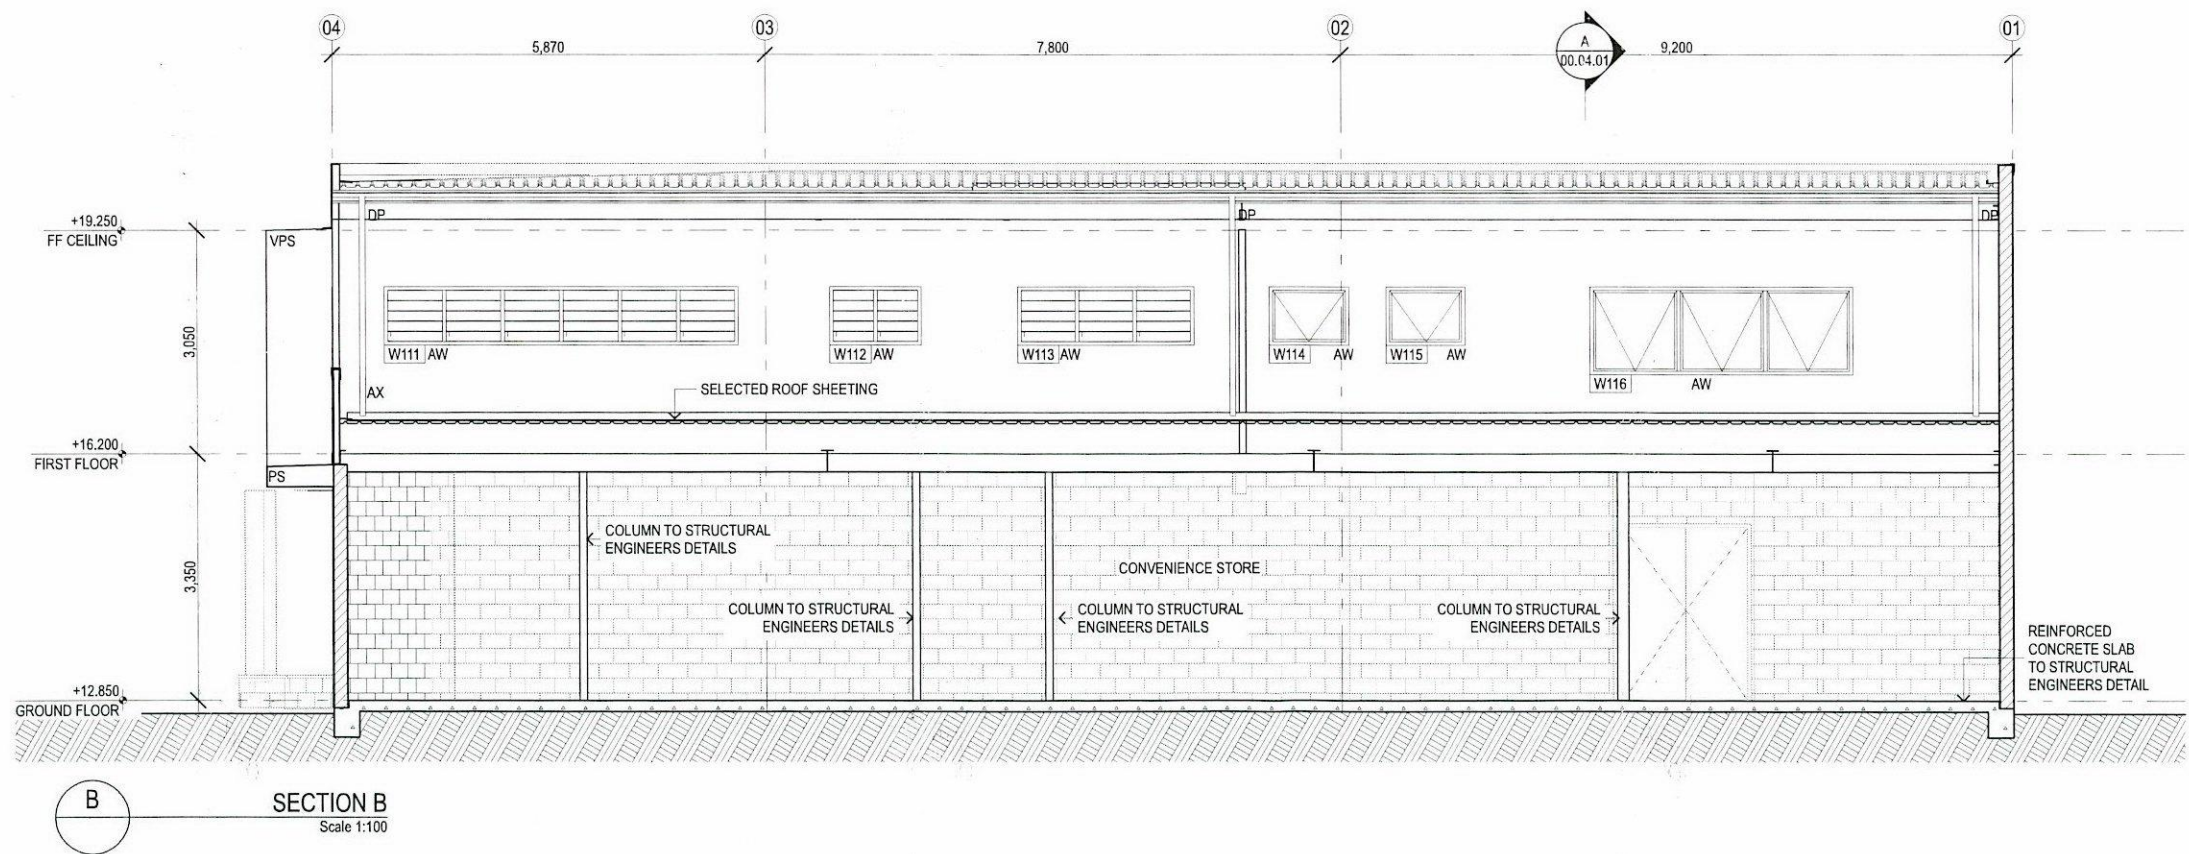 04
03
02
01
5,870
7,800
A
00.04.01
9,200
+19.250
FF CEILING
VPS
DP
DP
DP
3,050
W111 AW
W112 AW
W113 AW
W114 AW
W115 AW
W116 AW
AX
SELECTED ROOF SHEETING
+16.200
FIRST FLOOR
PS
3,350
COLUMN TO STRUCTURAL
ENGINEERS DETAILS
CONVENIENCE STORE
COLUMN TO STRUCTURAL
ENGINEERS DETAILS
COLUMN TO STRUCTURAL
ENGINEERS DETAILS
COLUMN TO STRUCTURAL
ENGINEERS DETAILS
REINFORCED
CONCRETE SLAB
TO STRUCTURAL
ENGINEERS DETAIL
+12.850
GROUND FLOOR
B
SECTION B
Scale 1:100